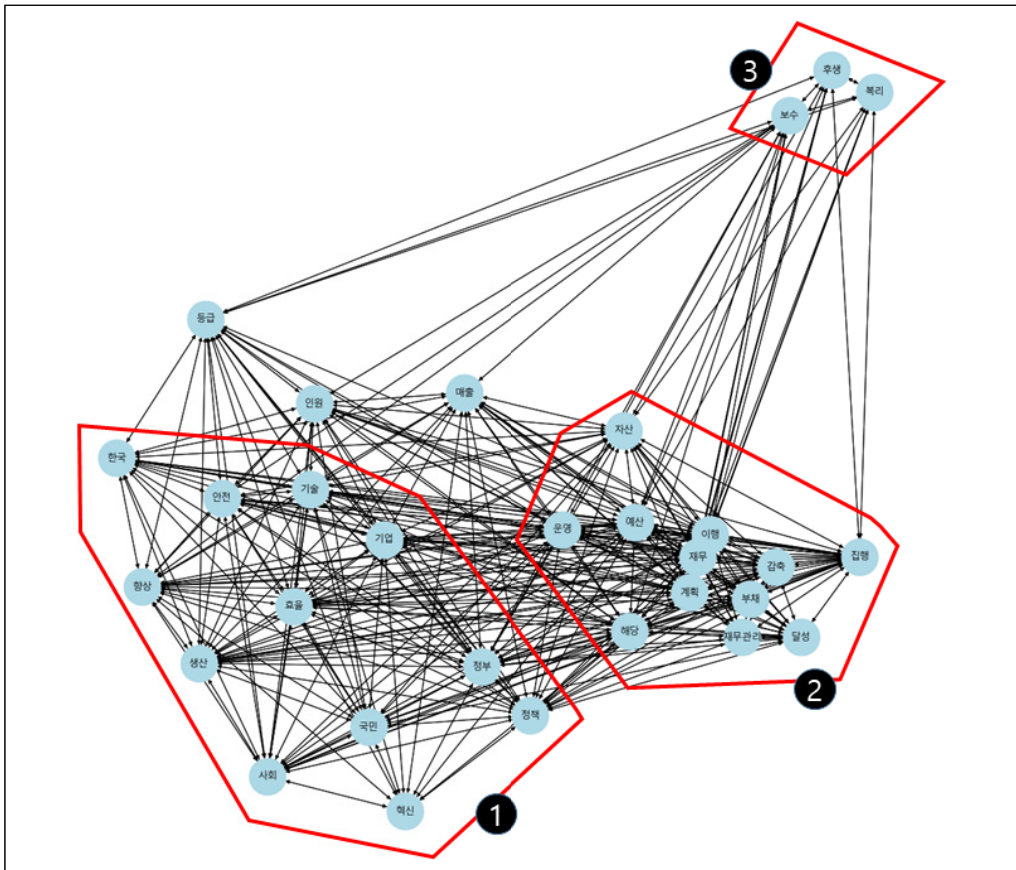 3
후생
복리
보수
등급
매출
인원
자산
한국
안전
기술
예산
운영
이행
기업
재무
집행
감축
향상
계획
부채
효율
해당
재무관리
달성
생산
정부
2
정책
국민
사회
혁신
1